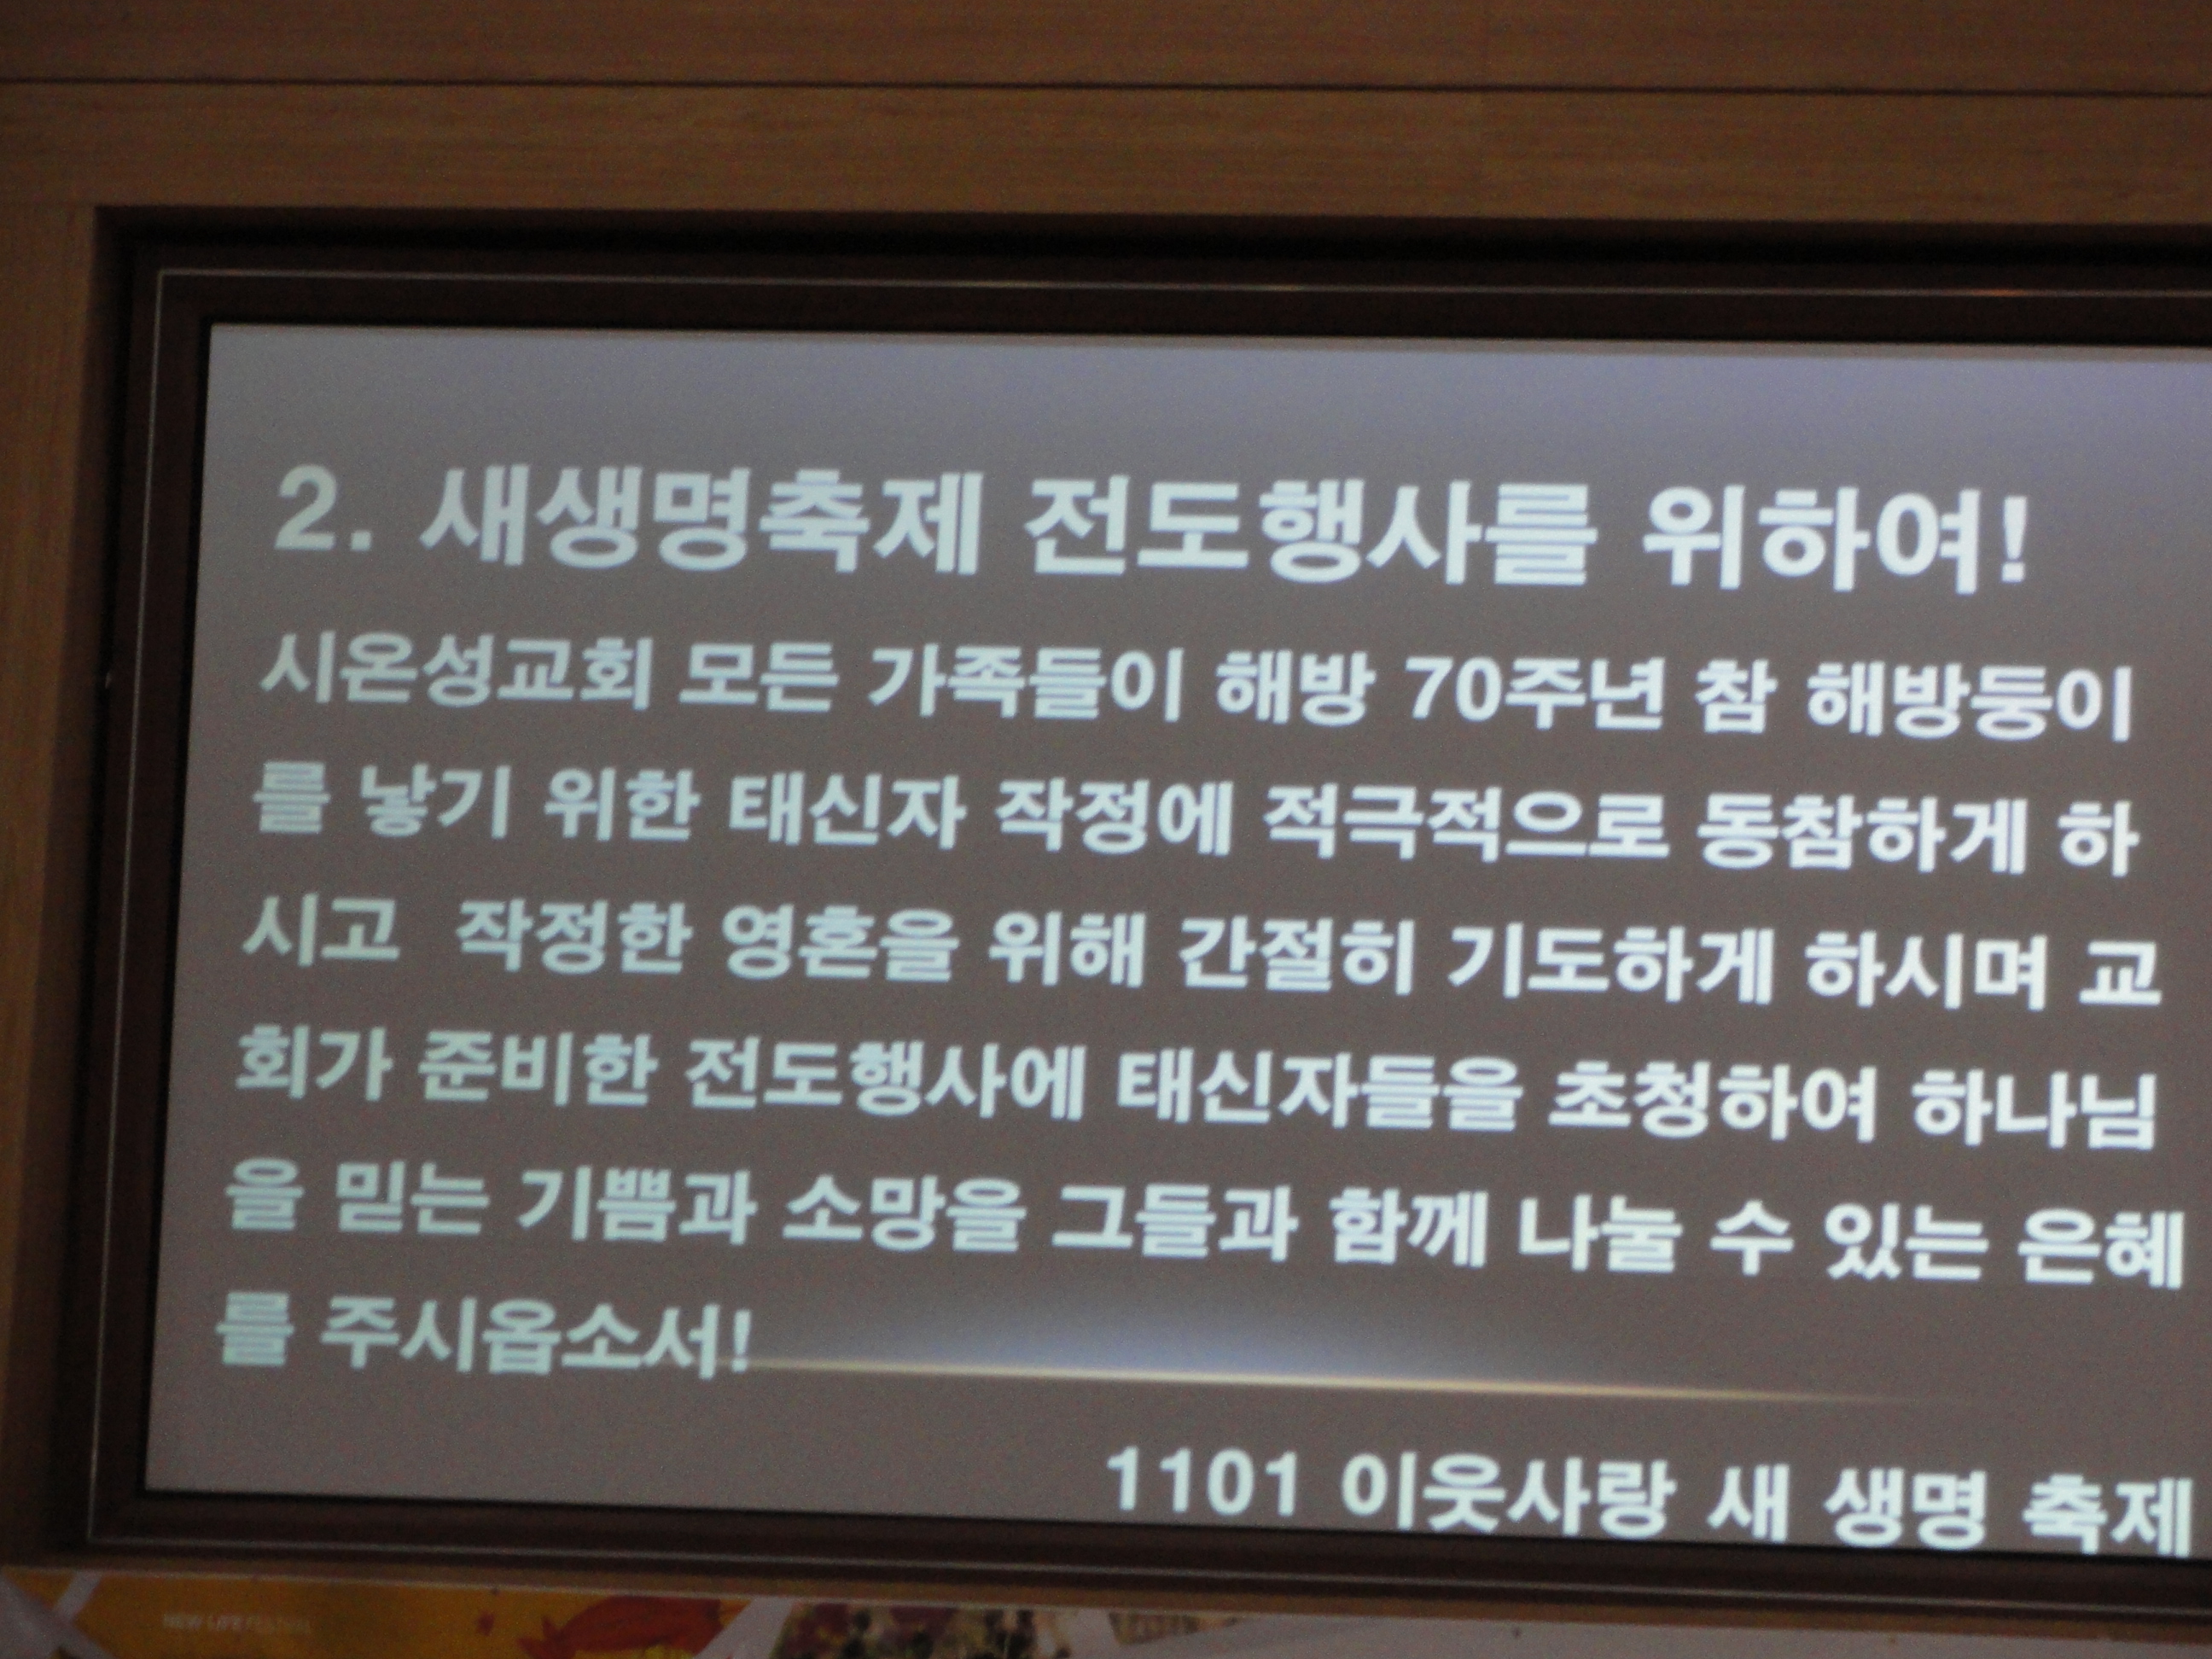 2. 새생명축제 전도행사를 위하여!
시온성교회 모든 가족들이 해방 70주년 참 해방둥이
를 낳기 위한 태신자 작정에 적극적으로 동참하게 하
시고 작정한 영혼을 위해 간절히 기도하게 하시며 교
회가 준비한 전도행사에 태신자들을 초청하여 하나님
을 믿는 기쁨과 소망을 그들과 함께 나눌 수 있는 은혜
를 주시옵소서!
1101 이웃사랑 새 생명 축제
NEW LIFE FESTIVAL